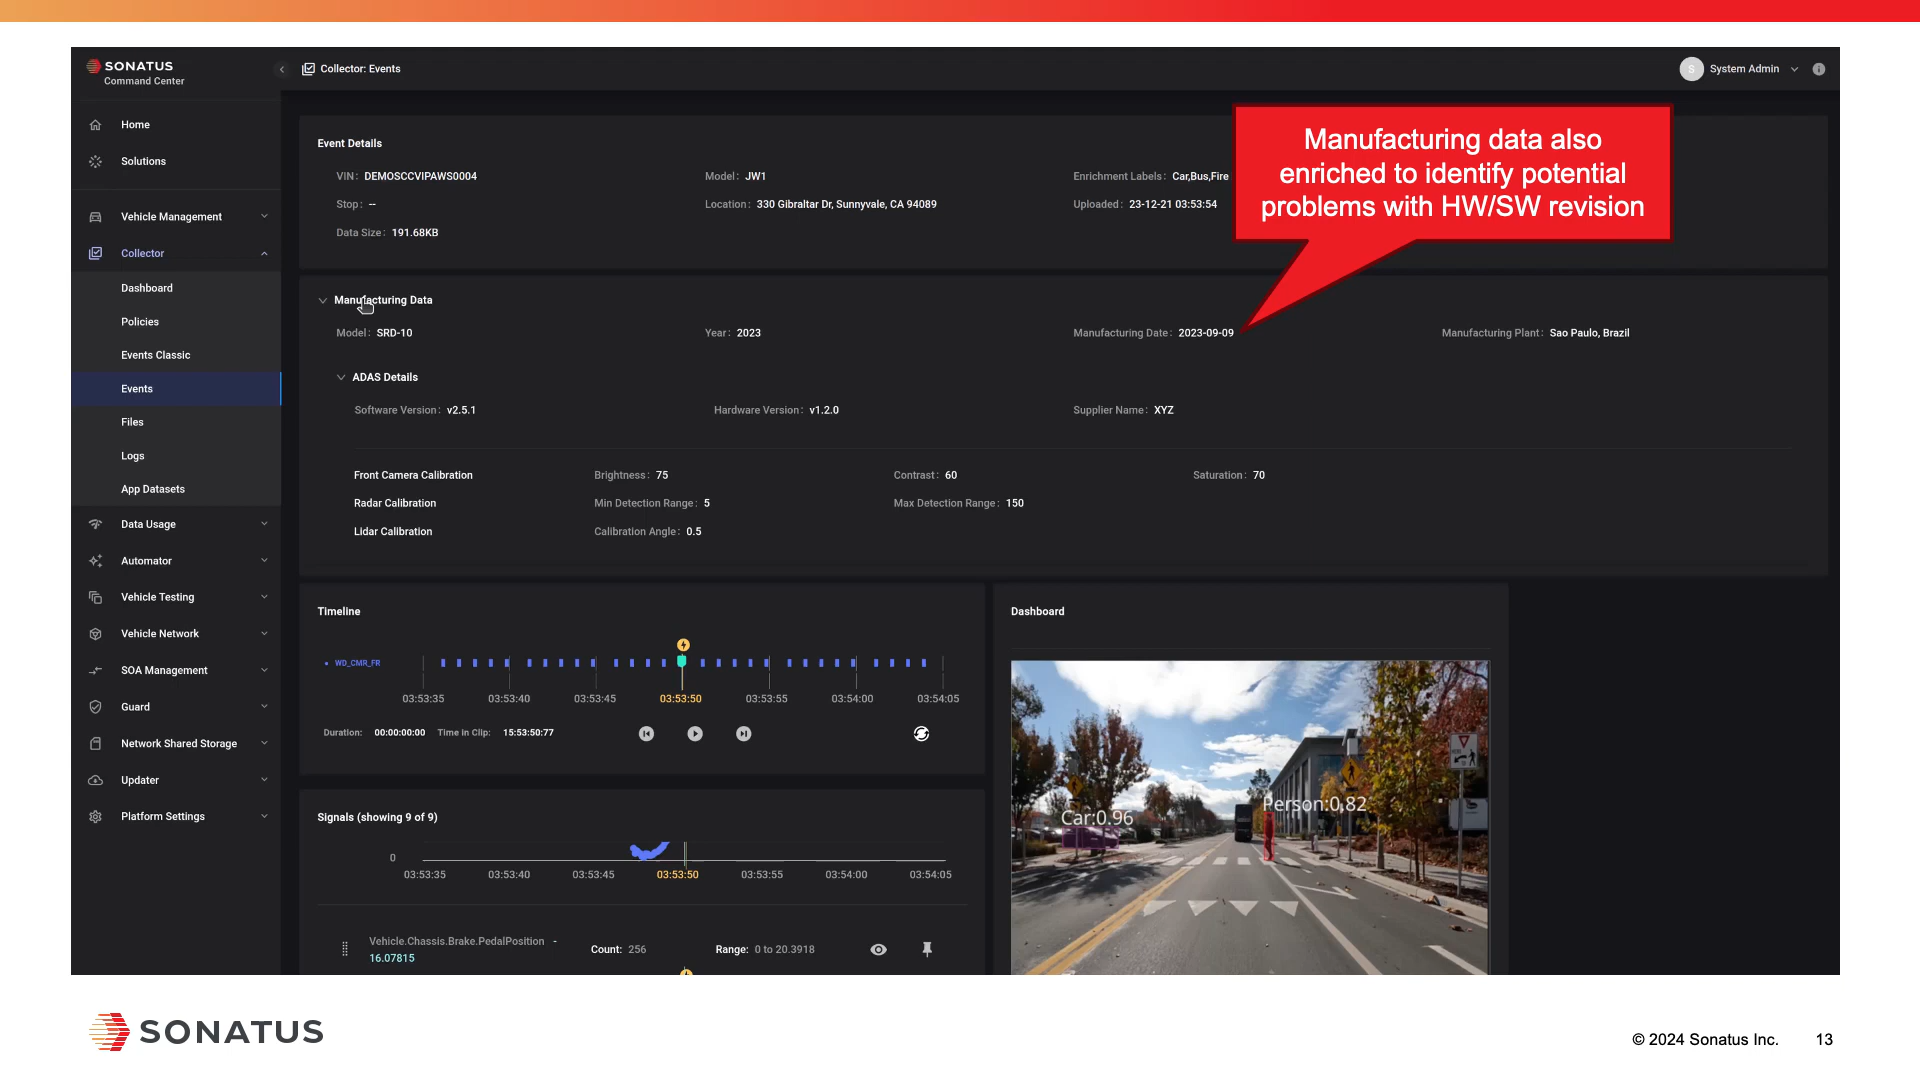 SONATUS
Command Center
Collector: Events
S System Admin
Home
Solutions
Vehicle Management
Collector
Dashboard
Policies
Events Classic
Events
Files
Logs
App Datasets
Data Usage
Automator
Vehicle Testing
Vehicle Network
SOA Management
Guard
Network Shared Storage
Updater
Platform Settings
Event Details
VIN: DEMOSCCVIPAWS0004 Model: JW1 Enrichment Labels: Car,Bus,Fire
Stop: -- Location: 330 Gibraltar Dr, Sunnyvale, CA 94089 Uploaded: 23-12-21 03:53:54
Data Size: 191.68KB
Manufacturing data also
enriched to identify potential
problems with HW/SW revision
Manufacturing Data
Model: SRD-10 Year: 2023 Manufacturing Date: 2023-09-09 Manufacturing Plant: Sao Paulo, Brazil
ADAS Details
Software Version: v2.5.1 Hardware Version: v1.2.0 Supplier Name: XYZ
Front Camera Calibration Brightness: 75 Contrast: 60 Saturation: 70
Radar Calibration Min Detection Range: 5 Max Detection Range: 150
Lidar Calibration Calibration Angle: 0.5
Timeline
WD_CMR_FR
03:53:35 03:53:40 03:53:45 03:53:50 03:53:55 03:54:00 03:54:05
Duration: 00:00:00:00 Time in Clip: 15:53:50:77
Signals (showing 9 of 9)
0
03:53:35 03:53:40 03:53:45 03:53:50 03:53:55 03:54:00 03:54:05
Vehicle.Chassis.Brake.PedalPosition - Count: 256 Range: 0 to 20.3918
16.07815
Dashboard
Car:0.96
Person:0.82
SONATUS
© 2024 Sonatus Inc. 13